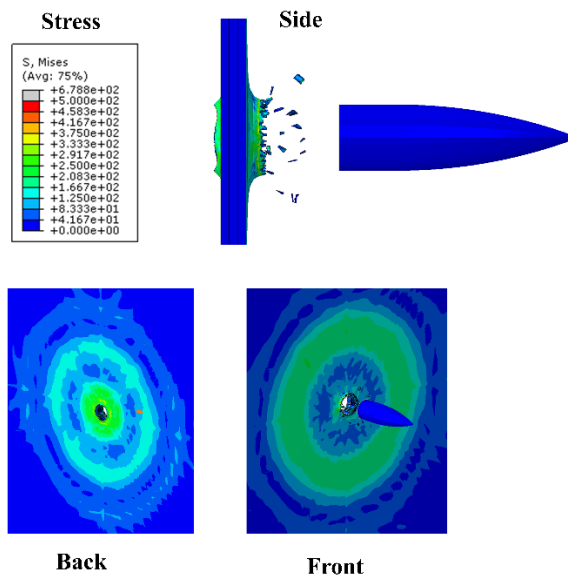 Stress
Side
S, Mises
(Avg: 75%)
+6.788e+02
+5.000e+02
+4.583e+02
+4.167e+02
+3.750e+02
+3.333e+02
+2.917e+02
+2.500e+02
+2.083e+02
+1.667e+02
+1.250e+02
+8.333e+01
+4.167e+01
+0.000e+00
Back
Front